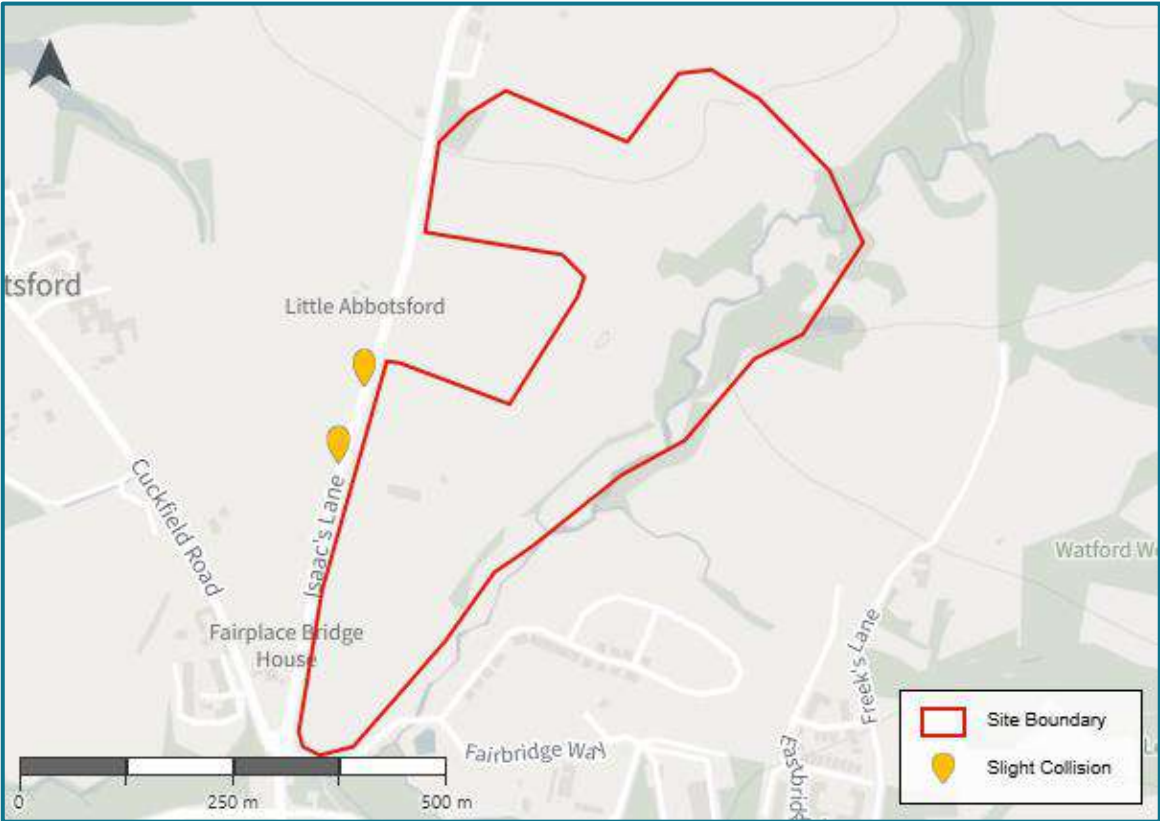 tsford
Little Abbotsford
Cuckfield Road
Isaac's Lane
Fairplace Bridge
House
Watford W
Freek's Lane
Fairbridge Way
Eastbrid
Site Boundary
Slight Collision
0
250 m
500 m